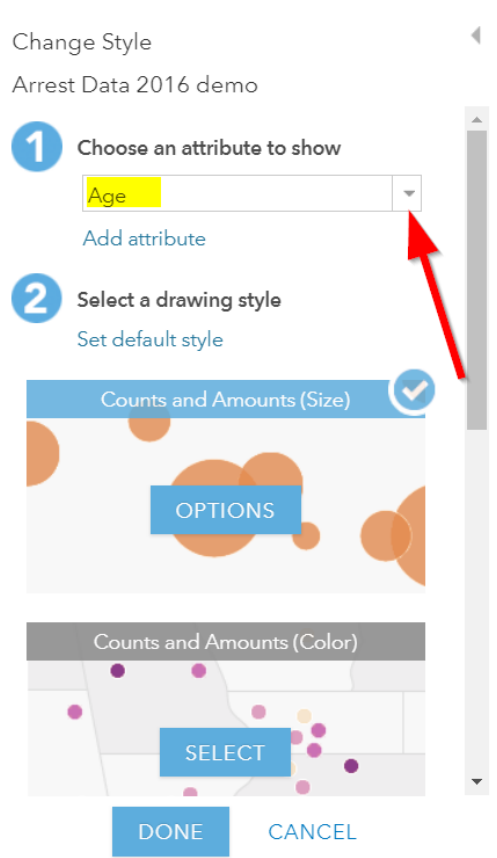 Change Style
Arrest Data 2016 demo
1 Choose an attribute to show
Age
Add attribute
2 Select a drawing style
Set default style
Counts and Amounts (Size)
OPTIONS
Counts and Amounts (Color)
SELECT
DONE CANCEL